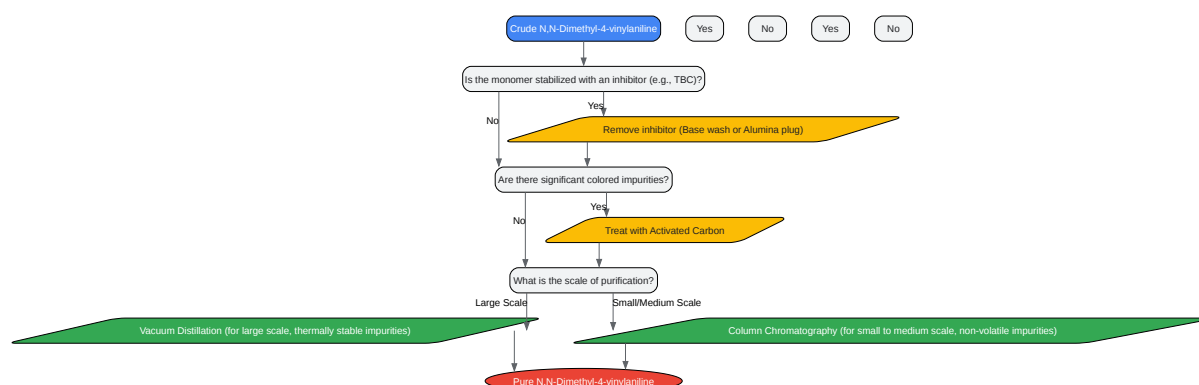 Crude N,N-Dimethyl-4-vinylaniline
Yes
No
Yes
No
Is the monomer stabilized with an inhibitor (e.g., TBC)?
Yes
No
Remove inhibitor (Base wash or Alumina plug)
Are there significant colored impurities?
Yes
No
Treat with Activated Carbon
What is the scale of purification?
Large Scale
Small/Medium Scale
Vacuum Distillation (for large scale, thermally stable impurities)
Column Chromatography (for small to medium scale, non-volatile impurities)
Pure N,N-Dimethyl-4-vinylaniline